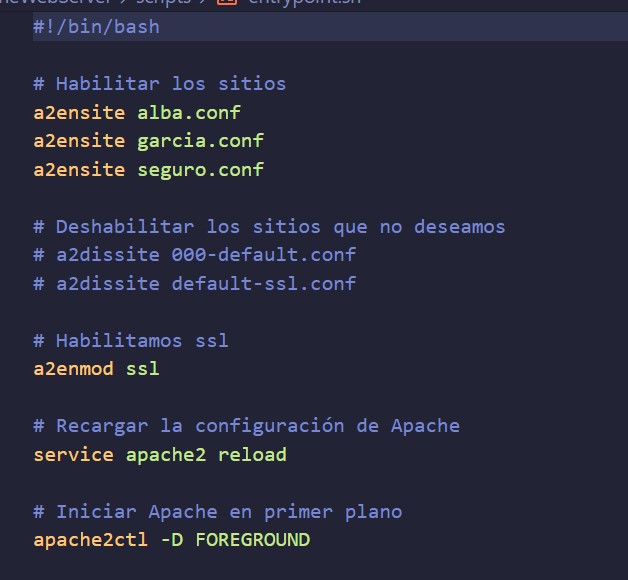 scripts > entrypoint.sh
#!/bin/bash
# Habilitar los sitios
a2ensite alba.conf
a2ensite garcia.conf
a2ensite seguro.conf
# Deshabilitar los sitios que no deseamos
# a2dissite 000-default.conf
# a2dissite default-ssl.conf
# Habilitamos ssl
a2enmod ssl
# Recargar la configuración de Apache
service apache2 reload
# Iniciar Apache en primer plano
apache2ctl -D FOREGROUND